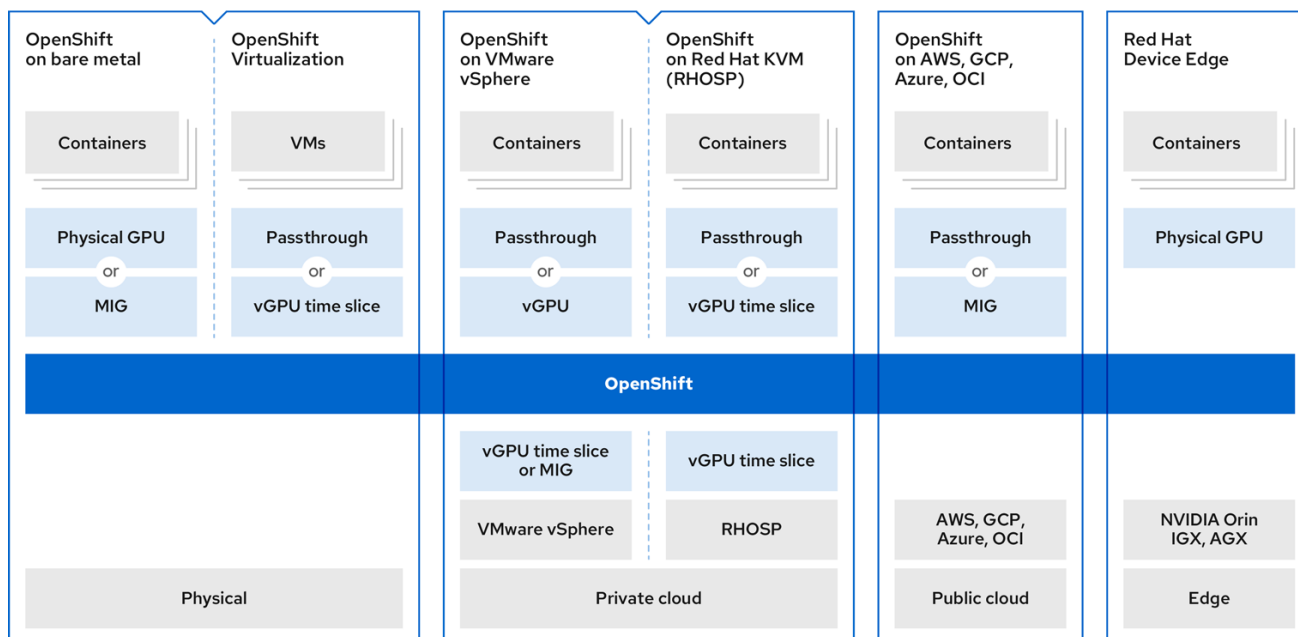 OpenShift
on bare metal
OpenShift
Virtualization
OpenShift
on VMware
vSphere
OpenShift
on Red Hat KVM
(RHOSP)
OpenShift
on AWS, GCP,
Azure, OCI
Red Hat
Device Edge
Containers
VMs
Containers
Containers
Containers
Containers
Physical GPU
Passthrough
Passthrough
Passthrough
Passthrough
Physical GPU
or
or
or
or
or
MIG
vGPU time slice
vGPU
vGPU time slice
MIG
OpenShift
vGPU time slice
or MIG
vGPU time slice
VMware vSphere
RHOSP
AWS, GCP,
Azure, OCI
NVIDIA Orin
IGX, AGX
Physical
Private cloud
Public cloud
Edge